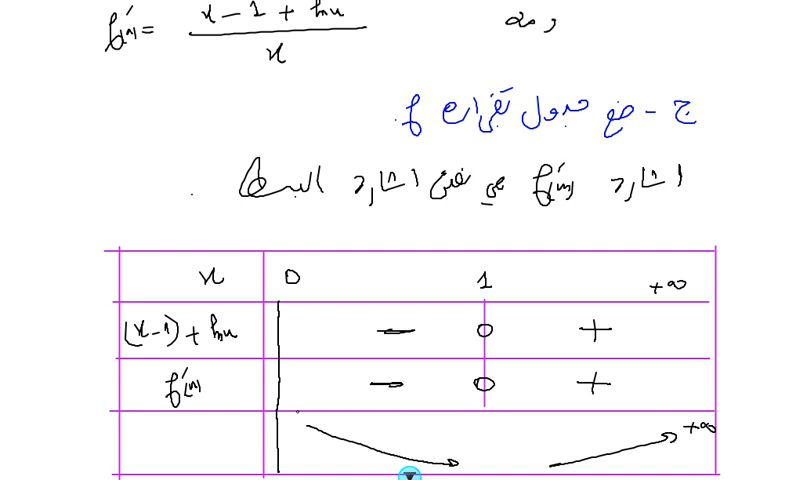 f'(x) = (x - 1 + ln x) / x
ومنه
ج - ضع جدول تغيرات f.
اشارة f'(x) هي نفس اشارة البسط.
x 0 1 +∞
(x-1) + ln x - 0 +
f'(x) - 0 +
+∞